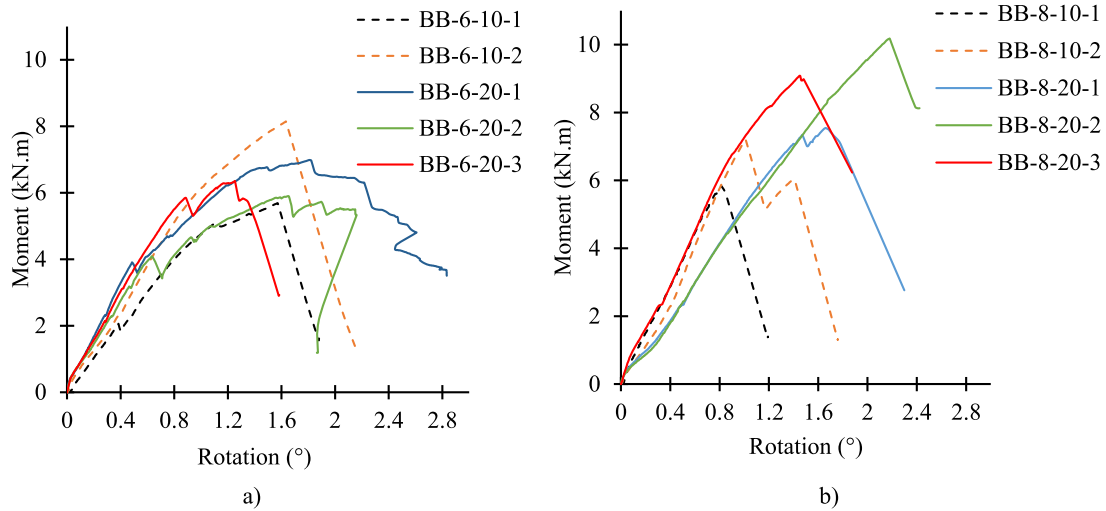 BB-6-10-1
BB-6-10-2
BB-6-20-1
BB-6-20-2
BB-6-20-3
Moment (kN.m)
10
8
6
4
2
0
0 0.4 0.8 1.2 1.6 2 2.4 2.8
Rotation (°)
a)
BB-8-10-1
BB-8-10-2
BB-8-20-1
BB-8-20-2
BB-8-20-3
Moment (kN.m)
10
8
6
4
2
0
0 0.4 0.8 1.2 1.6 2 2.4 2.8
Rotation (°)
b)